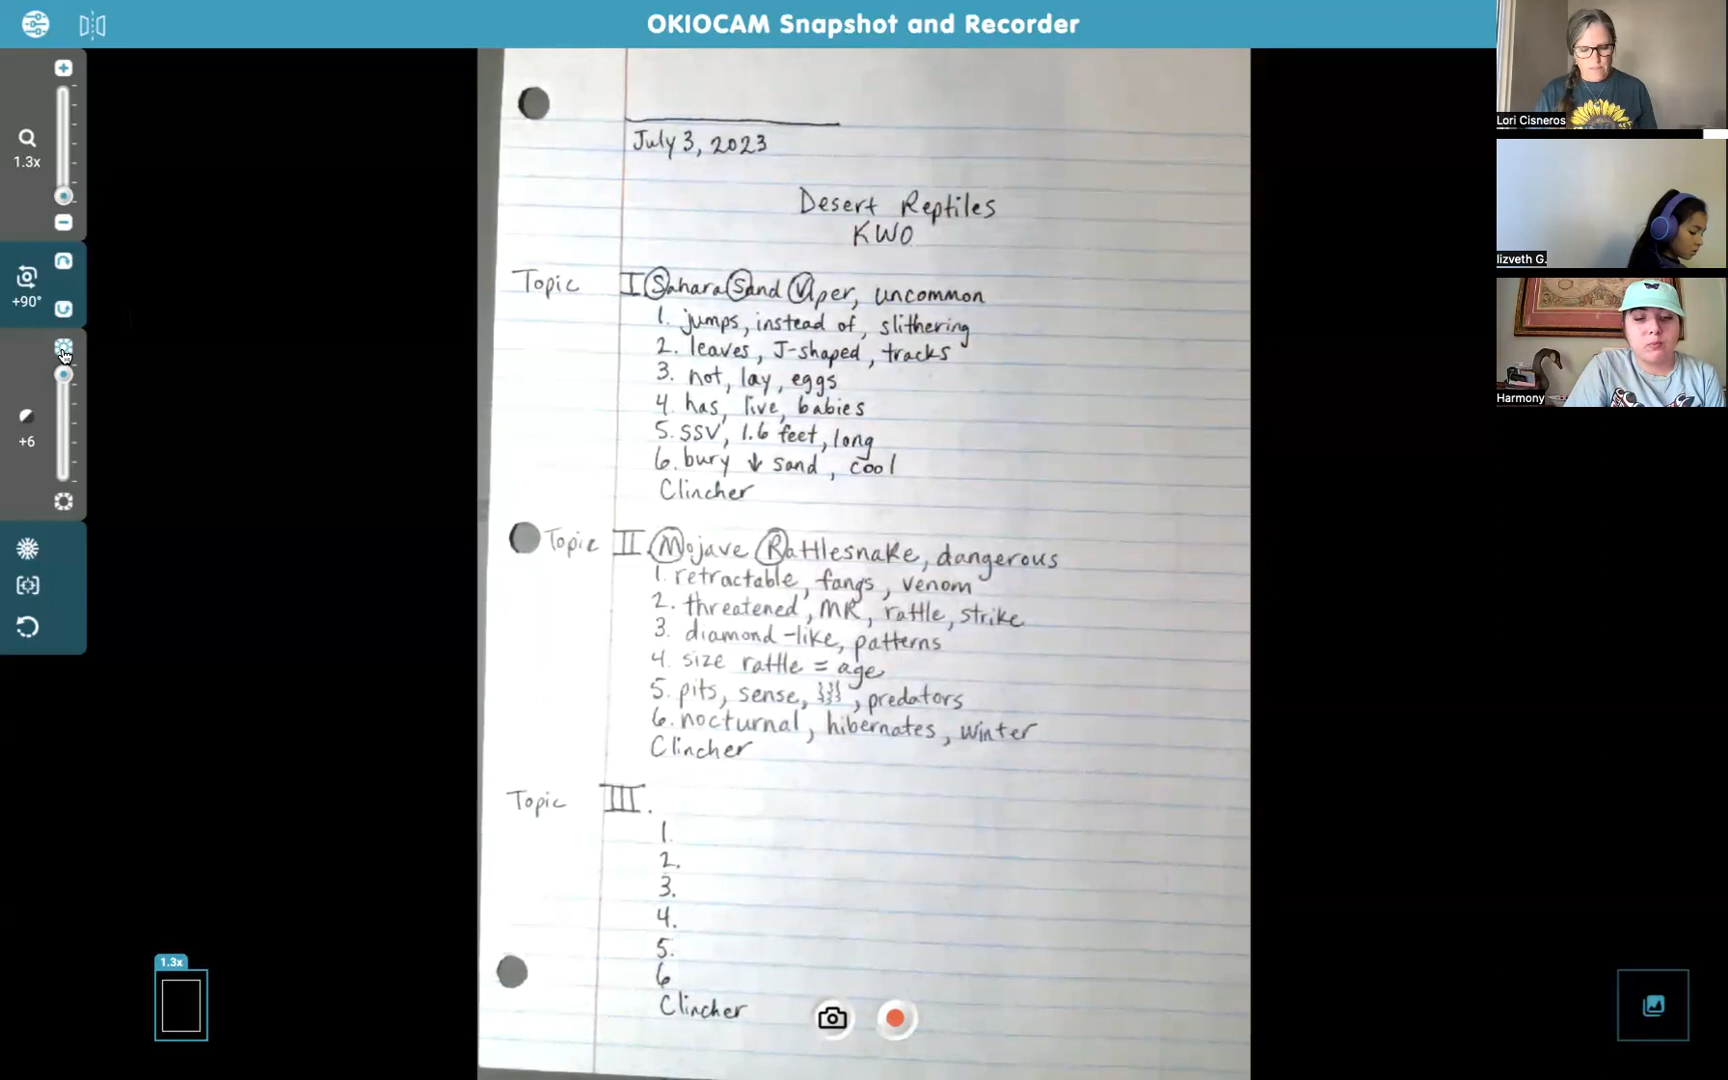 OKIOCAM Snapshot and Recorder
1.3x
+90°
+6
1.3x
July 3, 2023
Desert Reptiles
KWO
Topic I Sahara Sand Viper, uncommon
1. jumps, instead of, slithering
2. leaves, J-shaped, tracks
3. not, lay, eggs
4. has, live, babies
5. SSV, 1.6 feet, long
6. bury ↓ sand, cool
Clincher
Topic II. Mojave Rattlesnake, dangerous
1. retractable, fangs, venom
2. threatened, MR, rattle, strike
3. diamond-like, patterns
4. size rattle = age
5. pits, sense, , predators
6. nocturnal, hibernates, winter
Clincher
Topic III.
1.
2.
3.
4.
5.
6
Clincher
Lori Cisneros
lizveth G.
Harmony